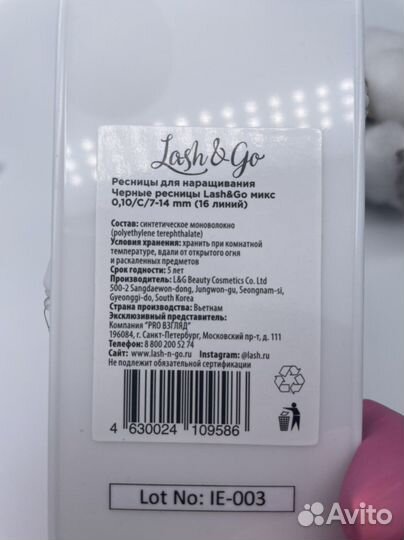 Lash & Go
Ресницы для наращивания
Черные ресницы Lash&Go микс
0,10/C/7-14 mm (16 линий)
Состав: синтетическое моноволокно
(polyethylene terephthalate)
Условия хранения: хранить при комнатной
температуре, вдали от открытого огня
и раскаленных предметов
Срок годности: 5 лет
Производитель: L&G Beauty Cosmetics Co. Ltd
500-2 Sangdaewon-dong, Jungwon-gu, Seongnam-si,
Gyeonggi-do, South Korea
Страна производства: Вьетнам
Эксклюзивный представитель:
Компания "PRO ВЗГЛЯД"
196084, г. Санкт-Петербург, Московский пр-т, д. 111
Телефон: 8 800 200 52 74
Сайт: www.lash-n-go.ru Instagram: @lash.ru
Не подлежит обязательной сертификации
4 630024 109586
Lot No: IE-003
Avito